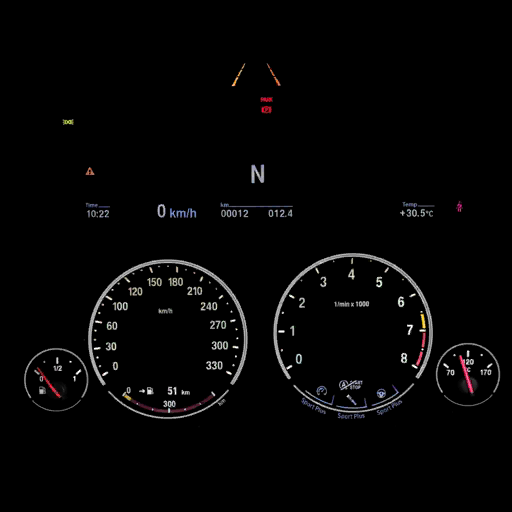 PARK
N
Time
10:22
0 km/h
km
00012 012.4
Temp
+30.5°C
km/h
0
30
60
100
120
150
180
210
240
270
300
330
1/min x 1000
0
1
2
3
4
5
6
7
8
0
1/2
1
70
120
°C
170
0
51 km
300
km
START
STOP
Sport Plus
Sport Plus
Sport Plus